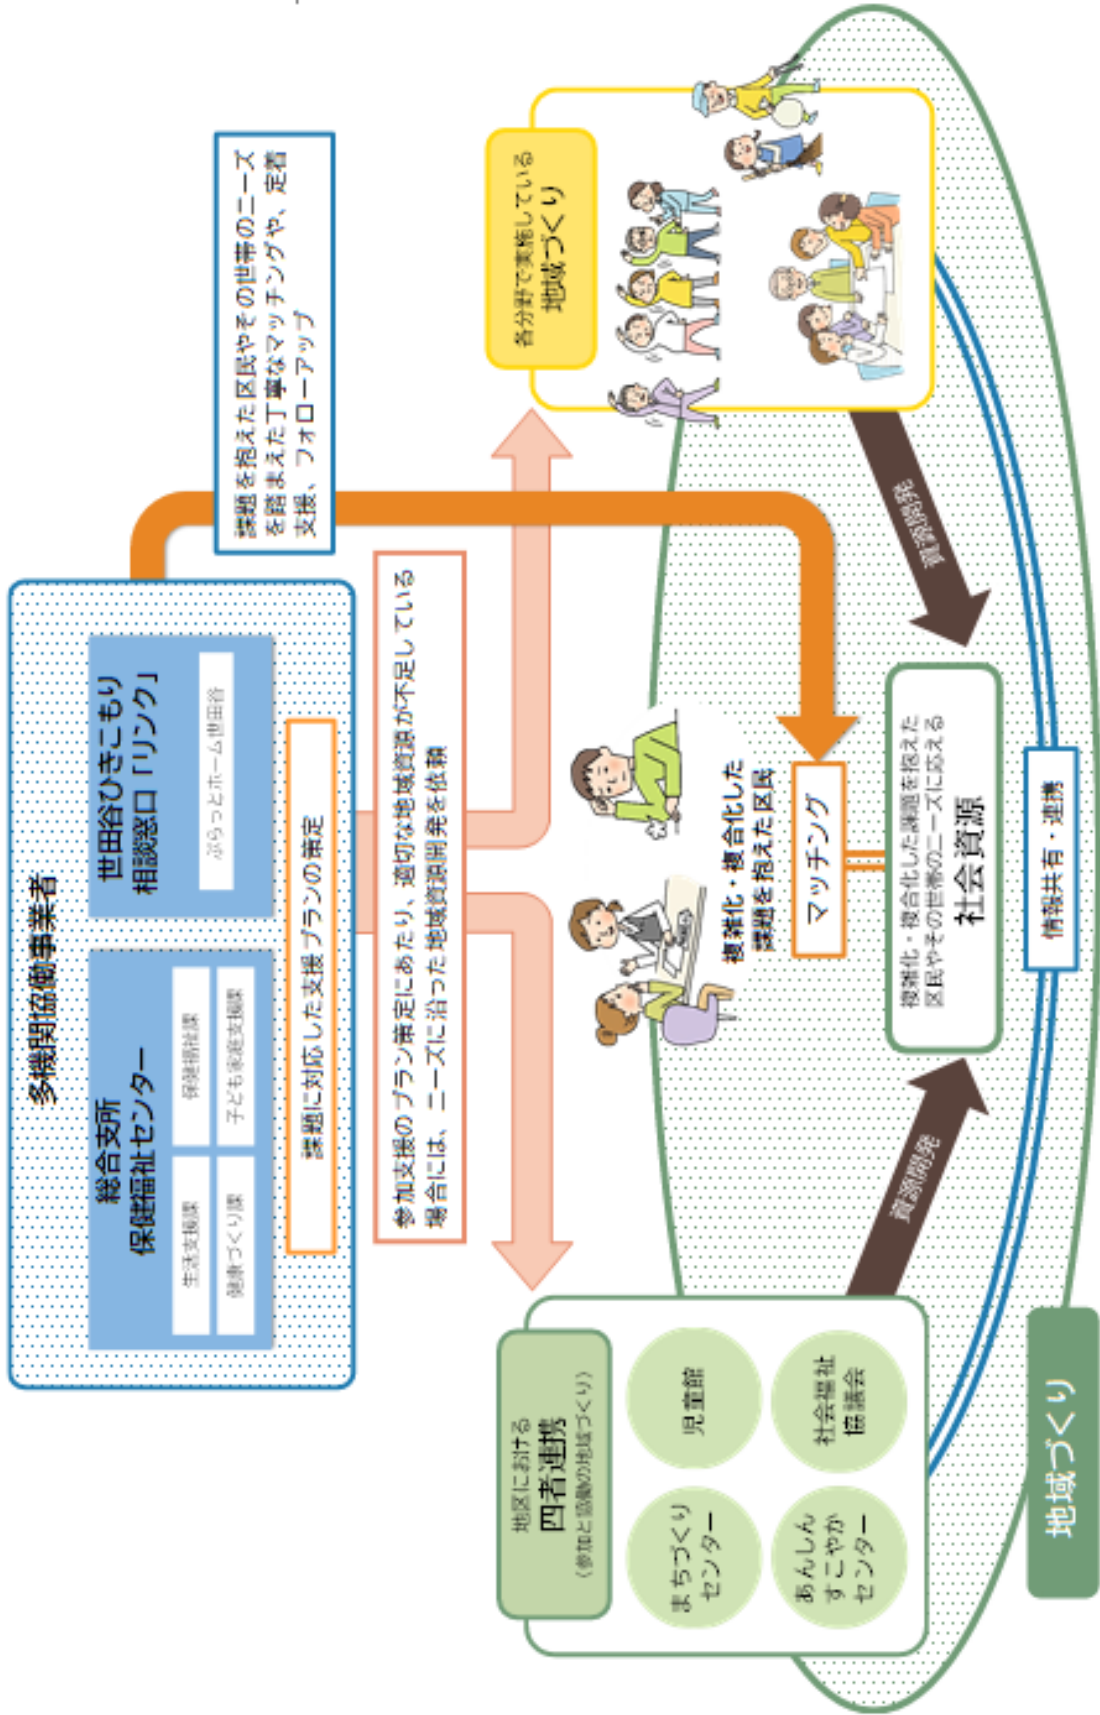 多機関協働事業者
総合支所
保健福祉センター
生活支援課
保健福祉課
健康づくり課
子ども家庭支援課
世田谷ひきこもり
相談窓口「リンク」
ぷらっとホーム世田谷
課題に対応した支援プランの策定
課題を抱えた区民やその世帯のニーズ
を踏まえた丁寧なマッチングや、定着
支援、フォローアップ
参加支援のプラン策定にあたり、適切な地域資源が不足している
場合には、ニーズに沿った地域資源開発を依頼
地区における
四者連携
(参加と協働の地域づくり)
まちづくり
センター
児童館
あんしん
すこやか
センター
社会福祉
協議会
各分野で実施している
地域づくり
複雑化・複合化した
課題を抱えた区民
マッチング
資源開発
資源開発
複雑化・複合化した課題を抱えた
区民やその世帯のニーズに応える
社会資源
情報共有・連携
地域づくり